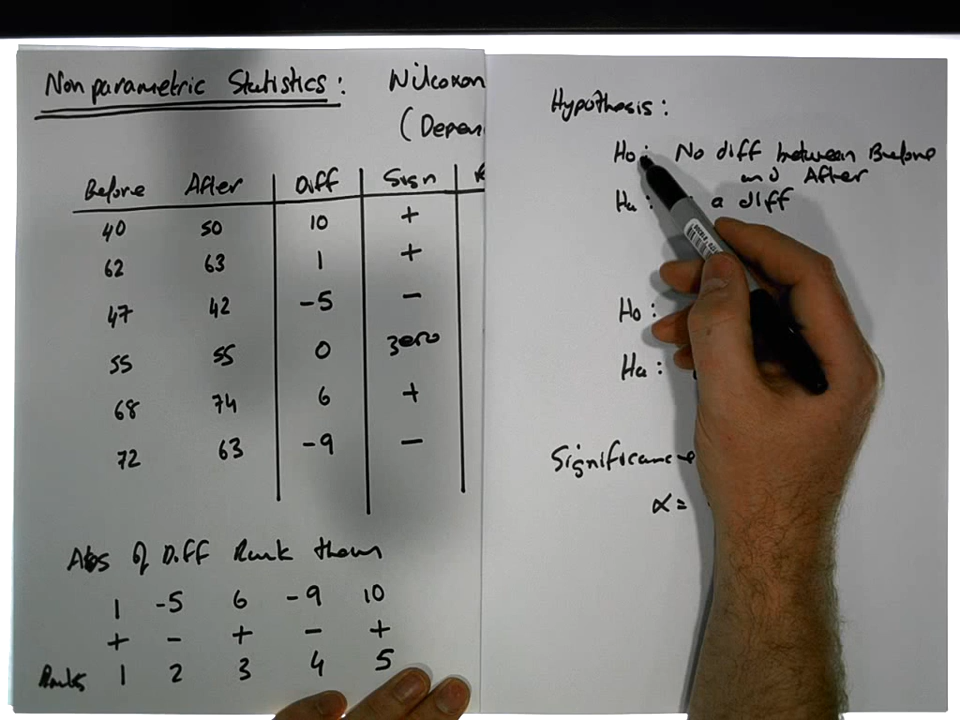 Nonparametric Statistics: Wilcoxon
(Depen
Before After Diff Sign
40 50 10 +
62 63 1 +
47 42 -5 -
55 55 0 zero
68 74 6 +
72 63 -9 -
Abs of Diff Rank them
1 -5 6 -9 10
+ - + - +
Ranks 1 2 3 4 5
Hypothesis:
Ho: No diff between Before
and After
Ha: a diff
Ho:
Ha:
Significance
α=